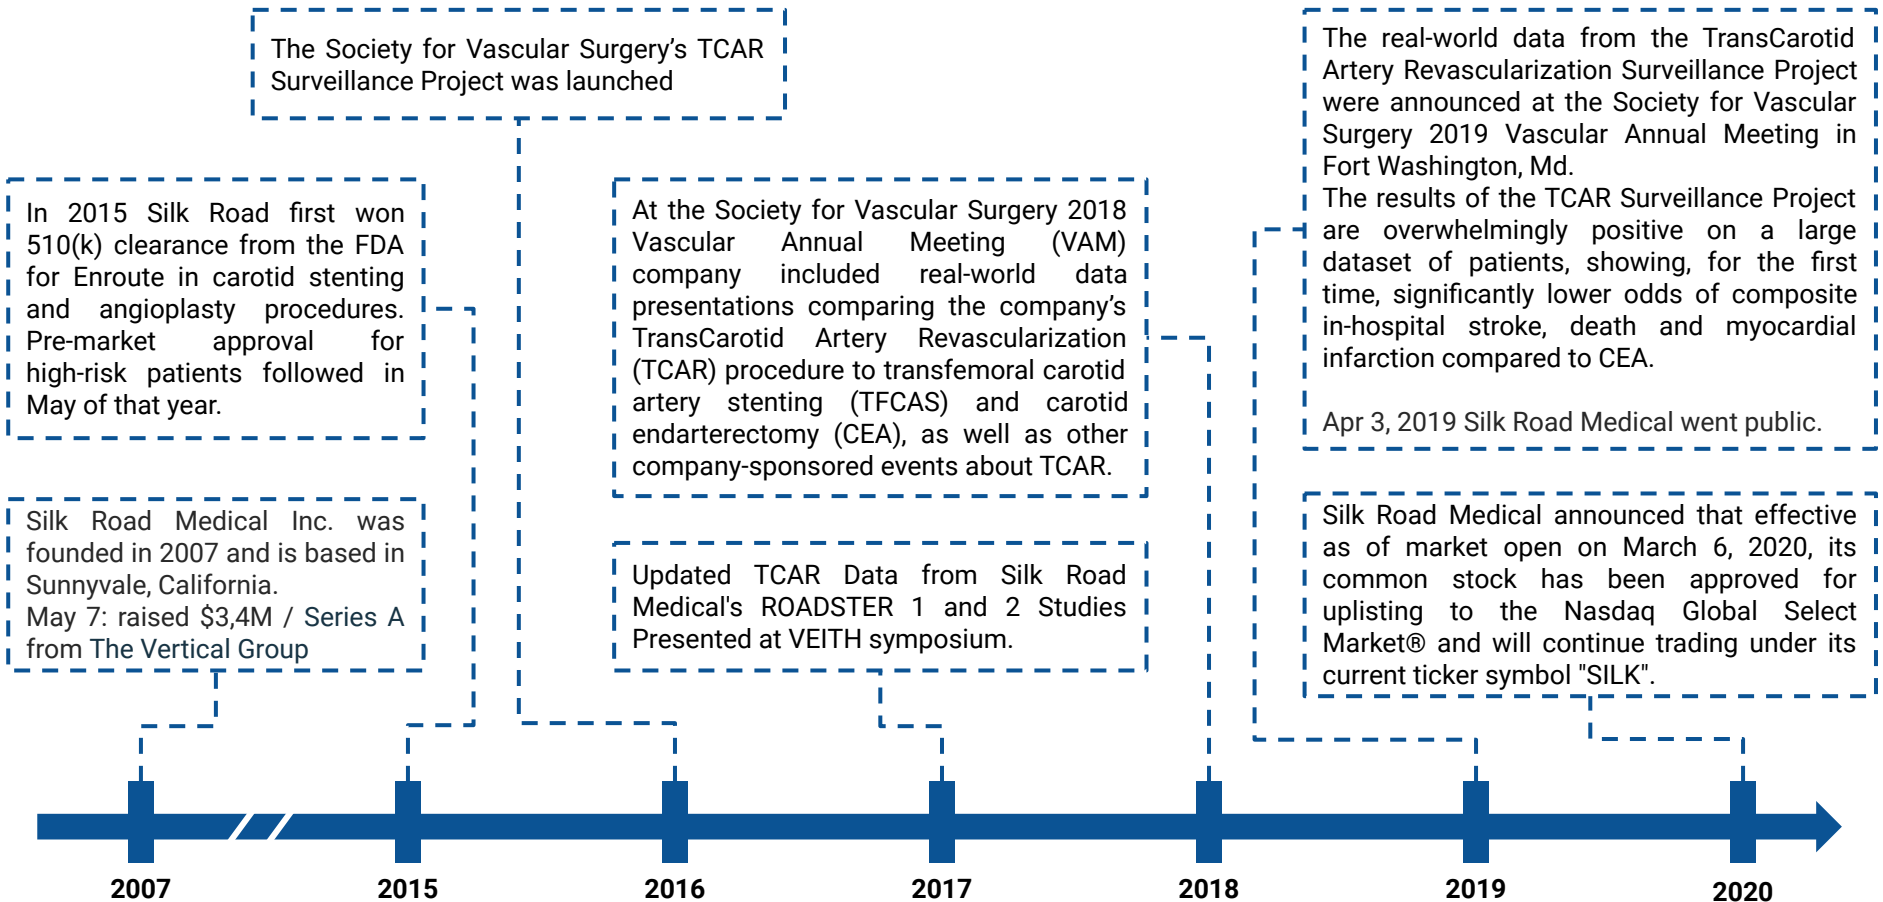 The Society for Vascular Surgery’s TCAR
Surveillance Project was launched
In 2015 Silk Road first won
510(k) clearance from the FDA
for Enroute in carotid stenting
and angioplasty procedures.
Pre-market approval for
high-risk patients followed in
May of that year.
Silk Road Medical Inc. was
founded in 2007 and is based in
Sunnyvale, California.
May 7: raised $3,4M / Series A
from The Vertical Group
At the Society for Vascular Surgery 2018
Vascular Annual Meeting (VAM)
company included real-world data
presentations comparing the company’s
TransCarotid Artery Revascularization
(TCAR) procedure to transfemoral carotid
artery stenting (TFCAS) and carotid
endarterectomy (CEA), as well as other
company-sponsored events about TCAR.
Updated TCAR Data from Silk Road
Medical's ROADSTER 1 and 2 Studies
Presented at VEITH symposium.
The real-world data from the TransCarotid
Artery Revascularization Surveillance Project
were announced at the Society for Vascular
Surgery 2019 Vascular Annual Meeting in
Fort Washington, Md.
The results of the TCAR Surveillance Project
are overwhelmingly positive on a large
dataset of patients, showing, for the first
time, significantly lower odds of composite
in-hospital stroke, death and myocardial
infarction compared to CEA.
Apr 3, 2019 Silk Road Medical went public.
Silk Road Medical announced that effective
as of market open on March 6, 2020, its
common stock has been approved for
uplisting to the Nasdaq Global Select
Market® and will continue trading under its
current ticker symbol "SILK".
2007
2015
2016
2017
2018
2019
2020